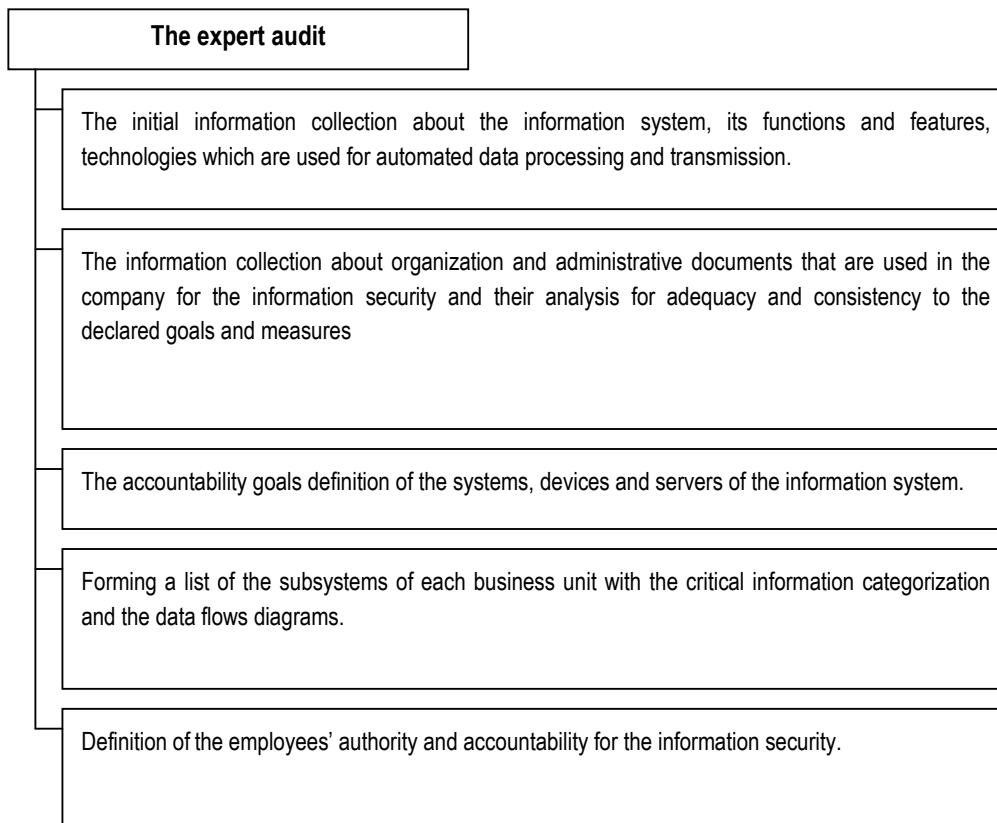 The expert audit
The initial information collection about the information system, its functions and features,
technologies which are used for automated data processing and transmission.
The information collection about organization and administrative documents that are used in the
company for the information security and their analysis for adequacy and consistency to the
declared goals and measures
The accountability goals definition of the systems, devices and servers of the information system.
Forming a list of the subsystems of each business unit with the critical information categorization
and the data flows diagrams.
Definition of the employees’ authority and accountability for the information security.